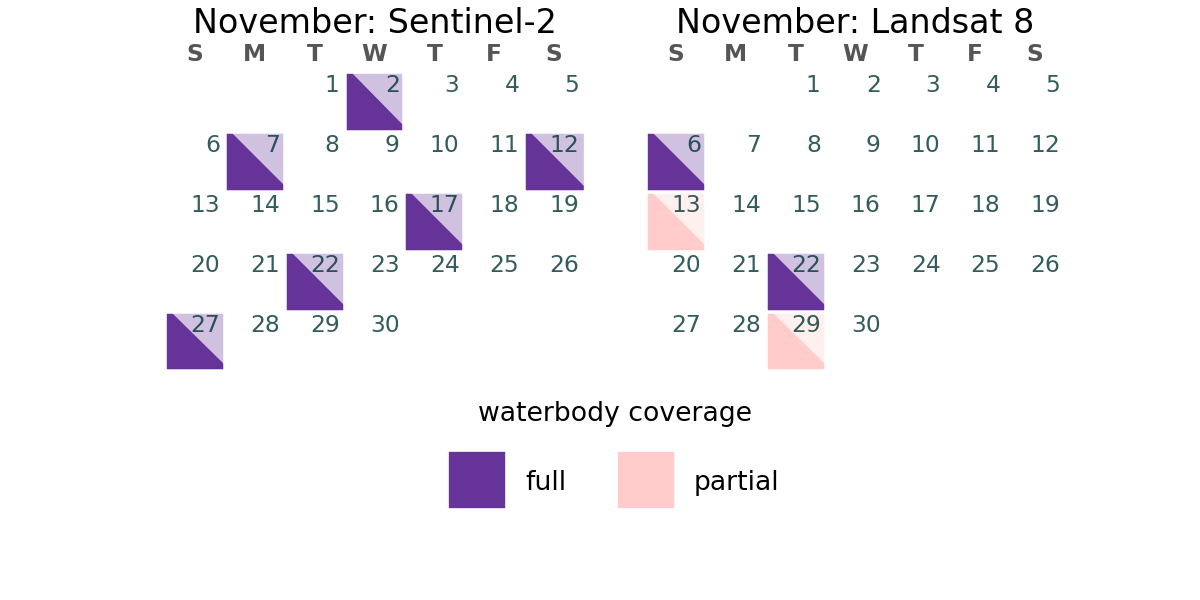 November: Sentinel-2
S M T W T F S
1 2 3 4 5
6 7 8 9 10 11 12
13 14 15 16 17 18 19
20 21 22 23 24 25 26
27 28 29 30
November: Landsat 8
S M T W T F S
1 2 3 4 5
6 7 8 9 10 11 12
13 14 15 16 17 18 19
20 21 22 23 24 25 26
27 28 29 30
waterbody coverage
full
partial